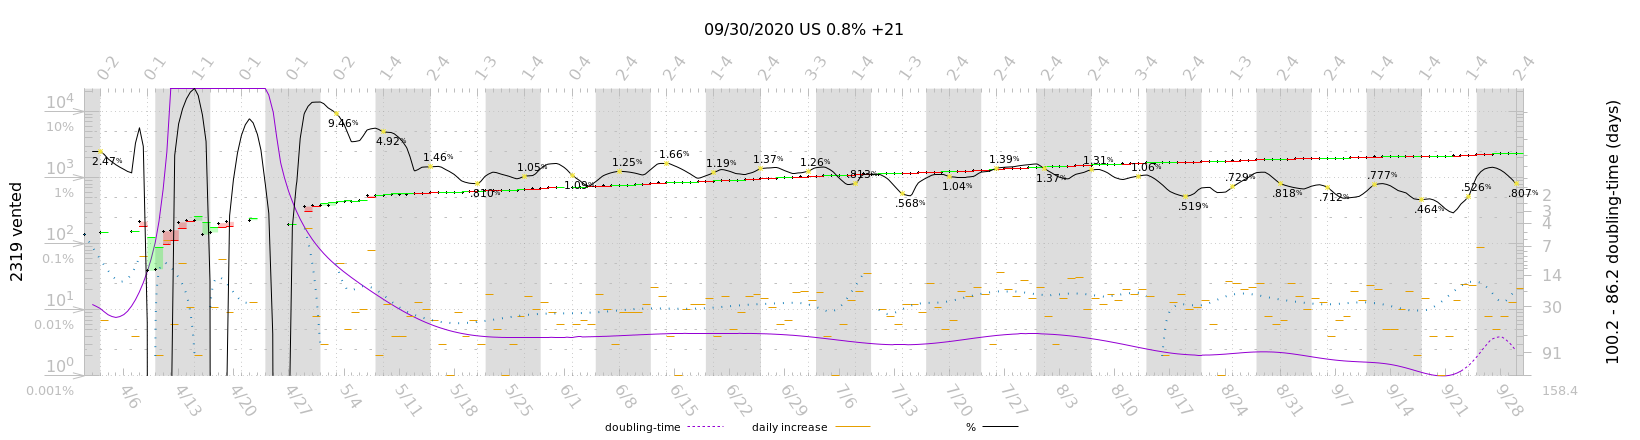 09/30/2020 US 0.8% +21
0-2 0-1 1-1 0-1 0-1 0-2 1-4 2-4 1-3 1-4 0-4 2-4 1-4 2-4 3-3 1-4 1-3 2-4 2-4 2-4 1-3 3-4 2-4 1-3 2-4 2-4 1-4 1-4 1-4 2-4
10^4
10%
10^3
1%
10^2
0.1%
10^1
0.01%
10^0
0.001%
2319 vented
2.47% 9.46% 4.92% 1.46% .810% 1.05% 1.09% 1.25% 1.66% 1.19% 1.37% 1.26% .813% .568% 1.04% 1.39% 1.37% 1.31% 1.06% .519% .729% .818% .712% .777% .464% .526% .807%
2
3
4
7
14
30
91
158.4
100.2 - 86.2 doubling-time (days)
4/6 4/13 4/20 4/27 5/4 5/11 5/18 5/25 6/1 6/8 6/15 6/22 6/29 7/6 7/13 7/20 7/27 8/3 8/10 8/17 8/24 8/31 9/7 9/14 9/21 9/28
doubling-time daily increase %